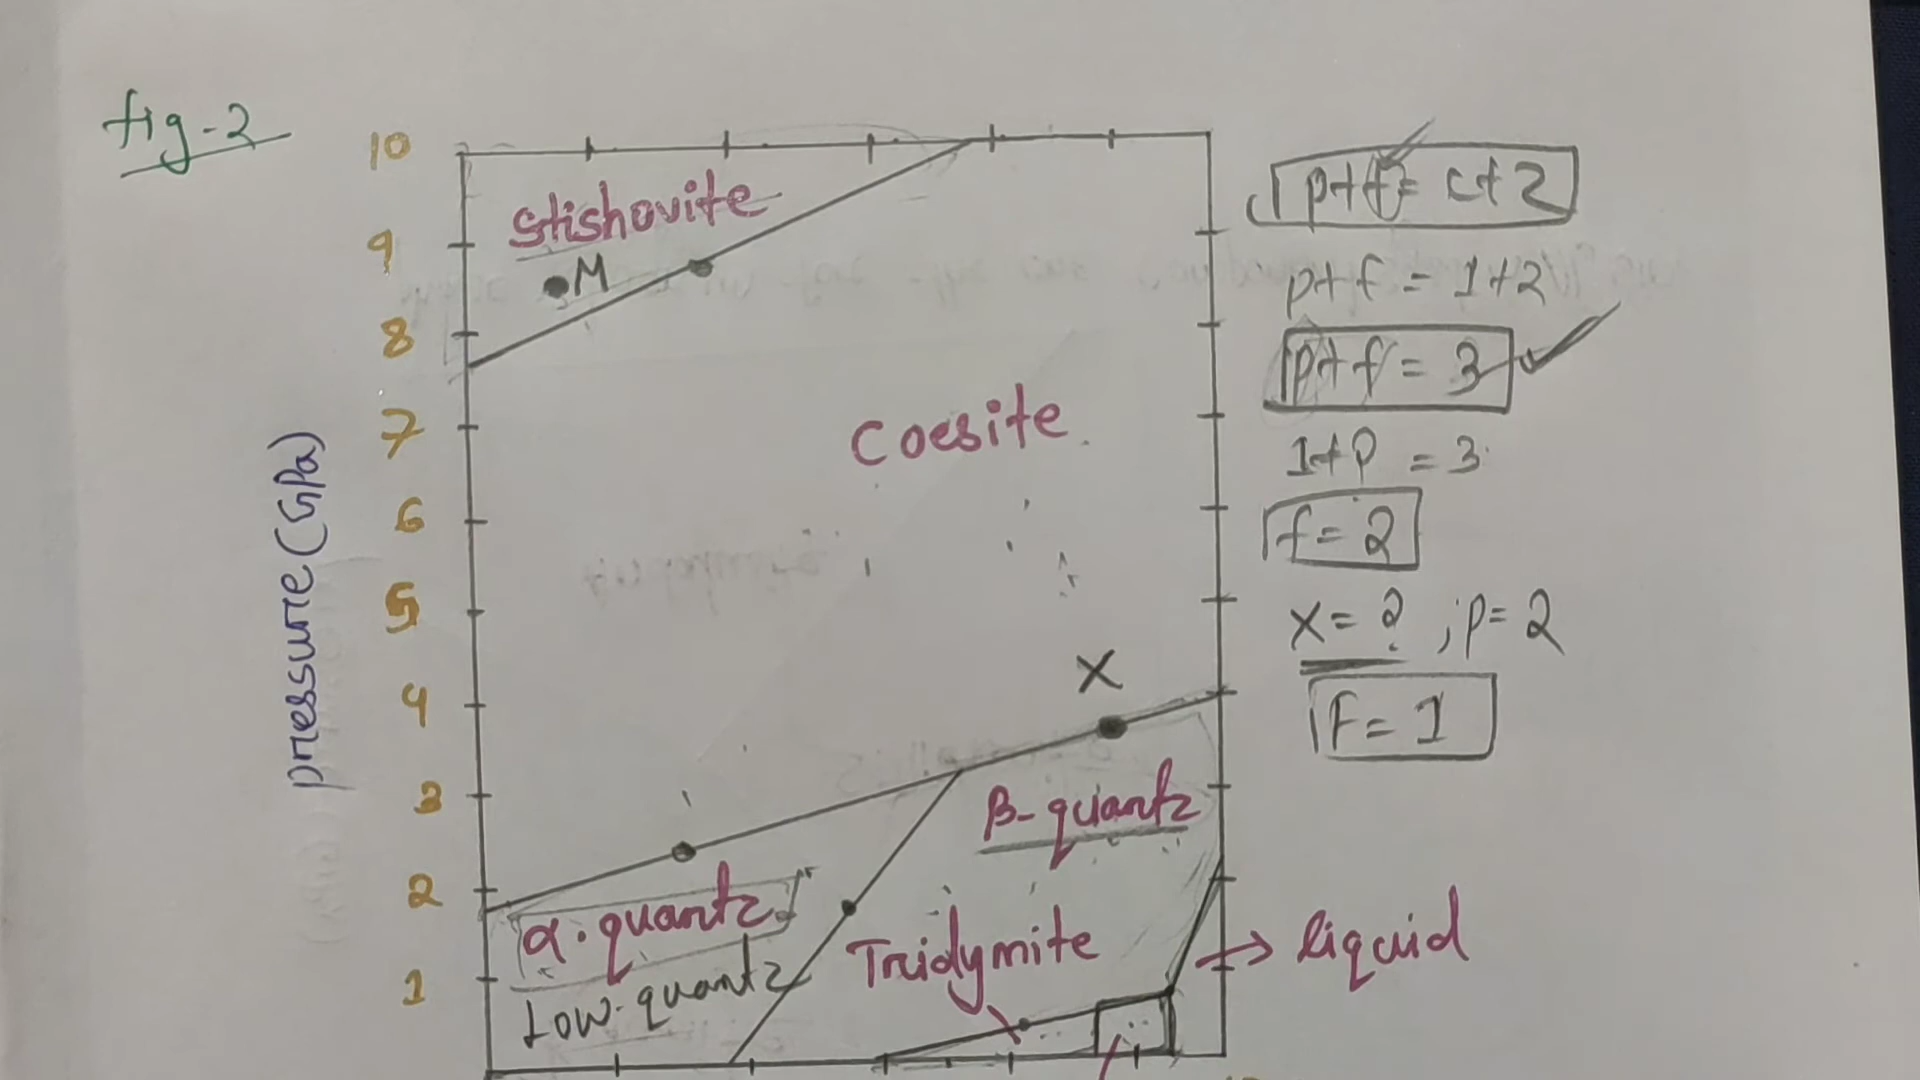 fig-2
10
9
8
7
6
5
4
3
2
1
pressure (GPa)
Stishovite
M
Coesite
X
β-quartz
α-quartz
Low-quartz
Tridymite
liquid
p+f = c+2
p+f = 1+2
p+f = 3
1+p = 3
f = 2
x = ? ; p = 2
F = 1